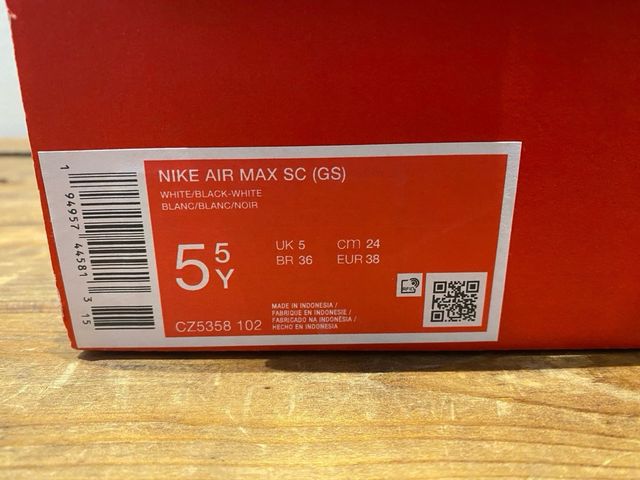 NIKE AIR MAX SC (GS)
WHITE/BLACK-WHITE
BLANC/BLANC/NOIR
5 5 Y
UK 5 cm 24
BR 36 EUR 38
CZ5358 102
MADE IN INDONESIA /
FABRIQUE EN INDONESIE /
FABRICADO NA INDONÉSIA /
HECHO EN INDONESIA
RFID
1 94957 44581 3 15